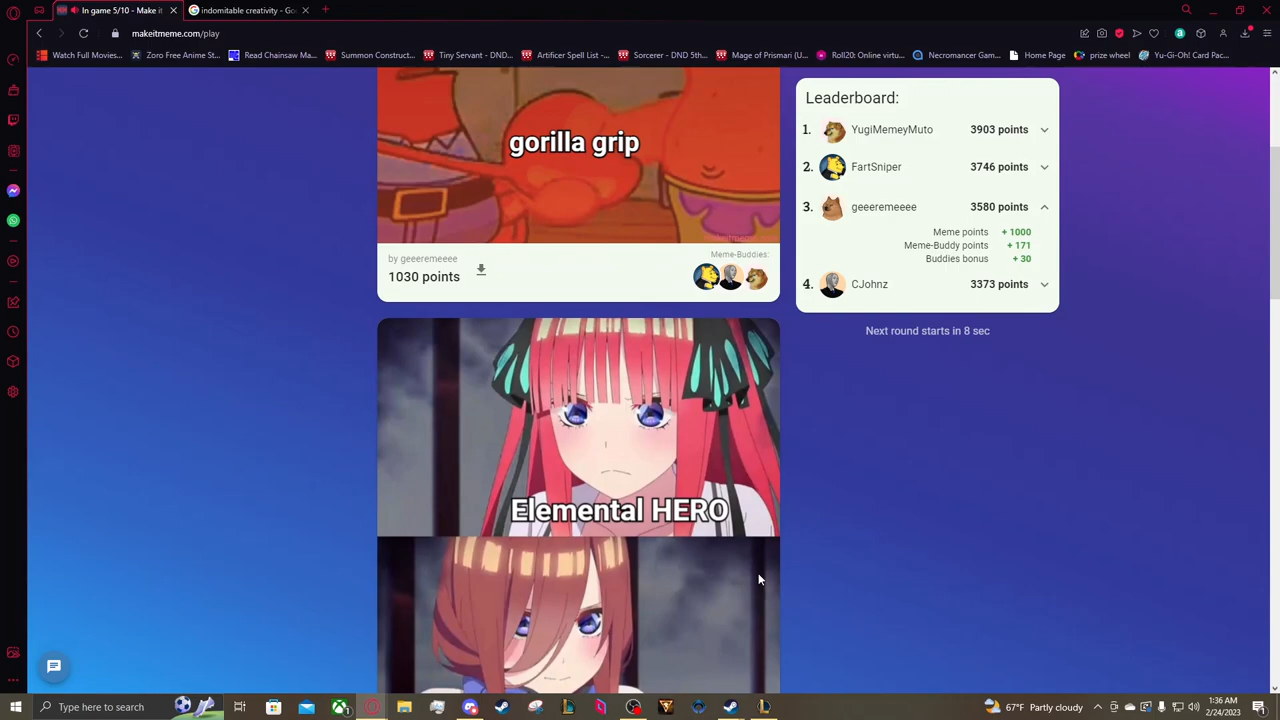 In game 5/10 - Make it
indomitable creativity - Goo
makeitmeme.com/play
Watch Full Movies...
Zoro Free Anime St...
Read Chainsaw Ma...
Summon Construct...
Tiny Servant - DND...
Artificer Spell List -...
Sorcerer - DND 5th...
Mage of Prismari (U...
Roll20: Online virtu...
Necromancer Game...
Home Page
prize wheel
Yu-Gi-Oh! Card Pac...
gorilla grip
by geeeremeeee
1030 points
Meme-Buddies:
Elemental HERO
Leaderboard:
1. YugiMemeyMuto 3903 points
2. FartSniper 3746 points
3. geeeremeeee 3580 points
Meme points + 1000
Meme-Buddy points + 171
Buddies bonus + 30
4. CJohnz 3373 points
Next round starts in 8 sec
Type here to search
67°F Partly cloudy
1:36 AM
2/24/2023